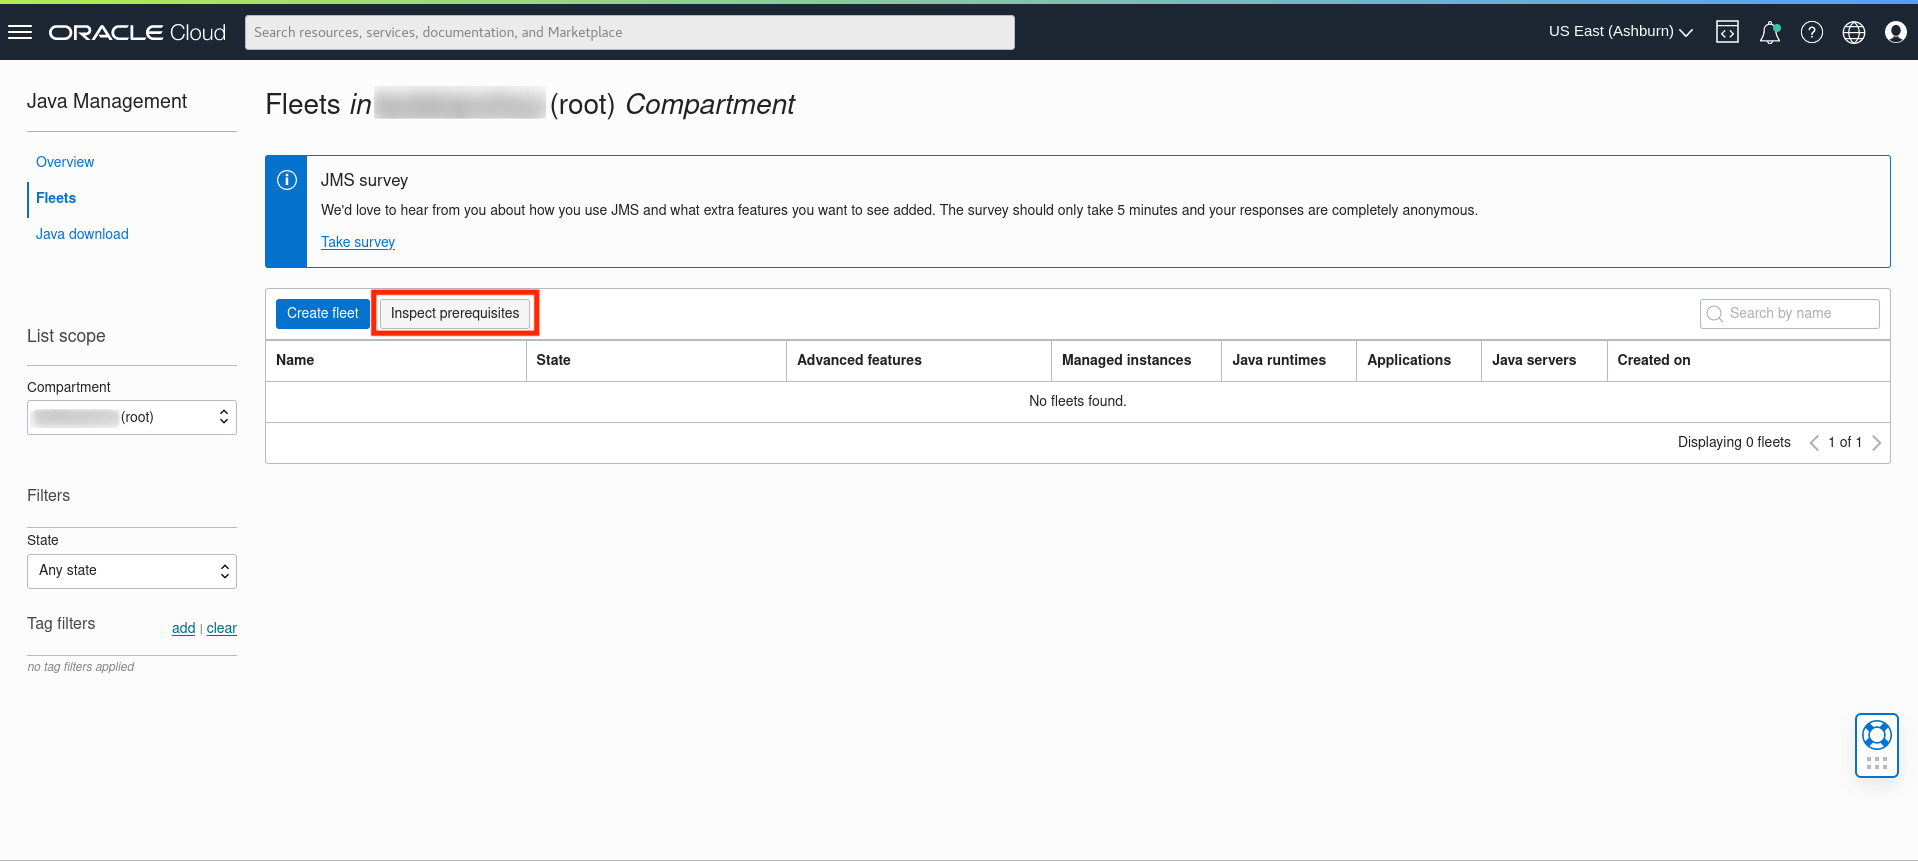 ORACLE Cloud
Search resources, services, documentation, and Marketplace
US East (Ashburn)
Java Management
Overview
Fleets
Java download
List scope
Compartment
(root)
Filters
State
Any state
Tag filters
add | clear
no tag filters applied
Fleets in (root) Compartment
JMS survey
We'd love to hear from you about how you use JMS and what extra features you want to see added. The survey should only take 5 minutes and your responses are completely anonymous.
Take survey
Create fleet Inspect prerequisites Search by name
Name State Advanced features Managed instances Java runtimes Applications Java servers Created on
No fleets found.
Displaying 0 fleets 1 of 1